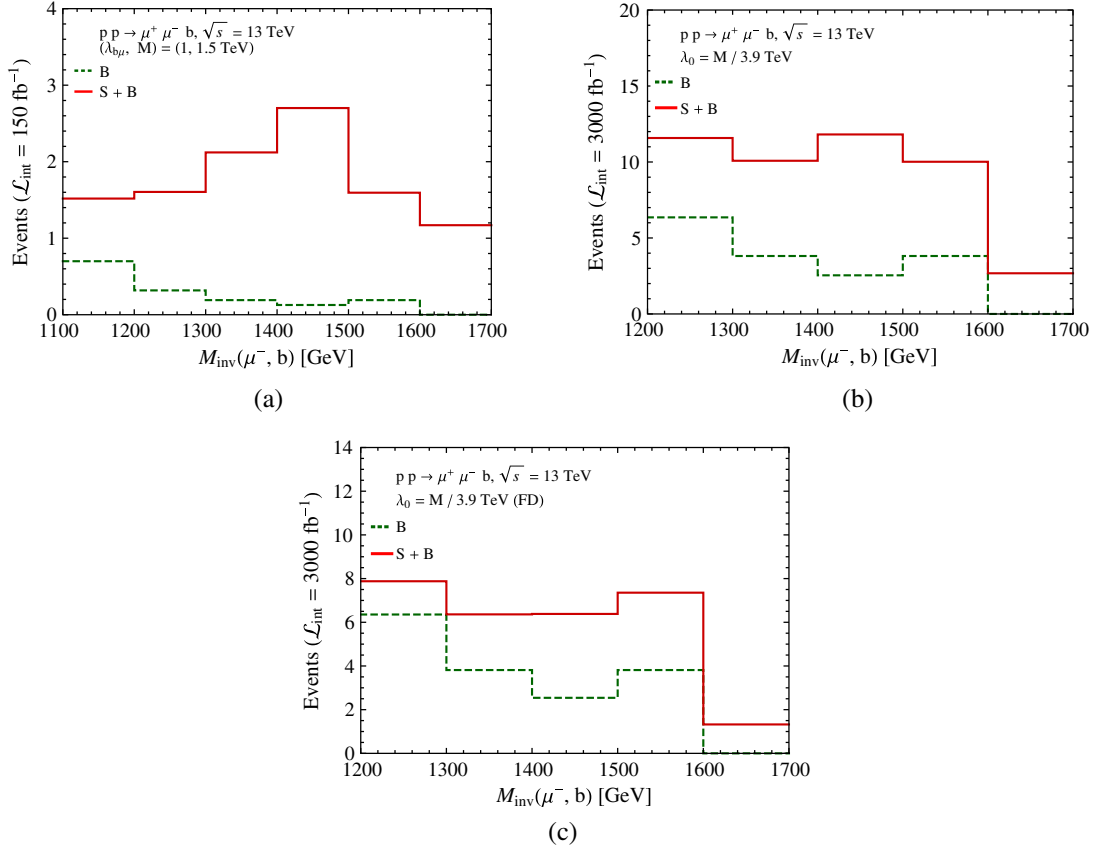 4
3
2
1
0
Events (ℒint = 150 fb⁻¹)
p p → μ⁺ μ⁻ b, √s = 13 TeV
(λbμ, M) = (1, 1.5 TeV)
B
S + B
1100 1200 1300 1400 1500 1600 1700
Minv(μ⁻, b) [GeV]
(a)
20
15
10
5
0
Events (ℒint = 3000 fb⁻¹)
p p → μ⁺ μ⁻ b, √s = 13 TeV
λ0 = M / 3.9 TeV
B
S + B
1200 1300 1400 1500 1600 1700
Minv(μ⁻, b) [GeV]
(b)
14
12
10
8
6
4
2
0
Events (ℒint = 3000 fb⁻¹)
p p → μ⁺ μ⁻ b, √s = 13 TeV
λ0 = M / 3.9 TeV (FD)
B
S + B
1200 1300 1400 1500 1600 1700
Minv(μ⁻, b) [GeV]
(c)